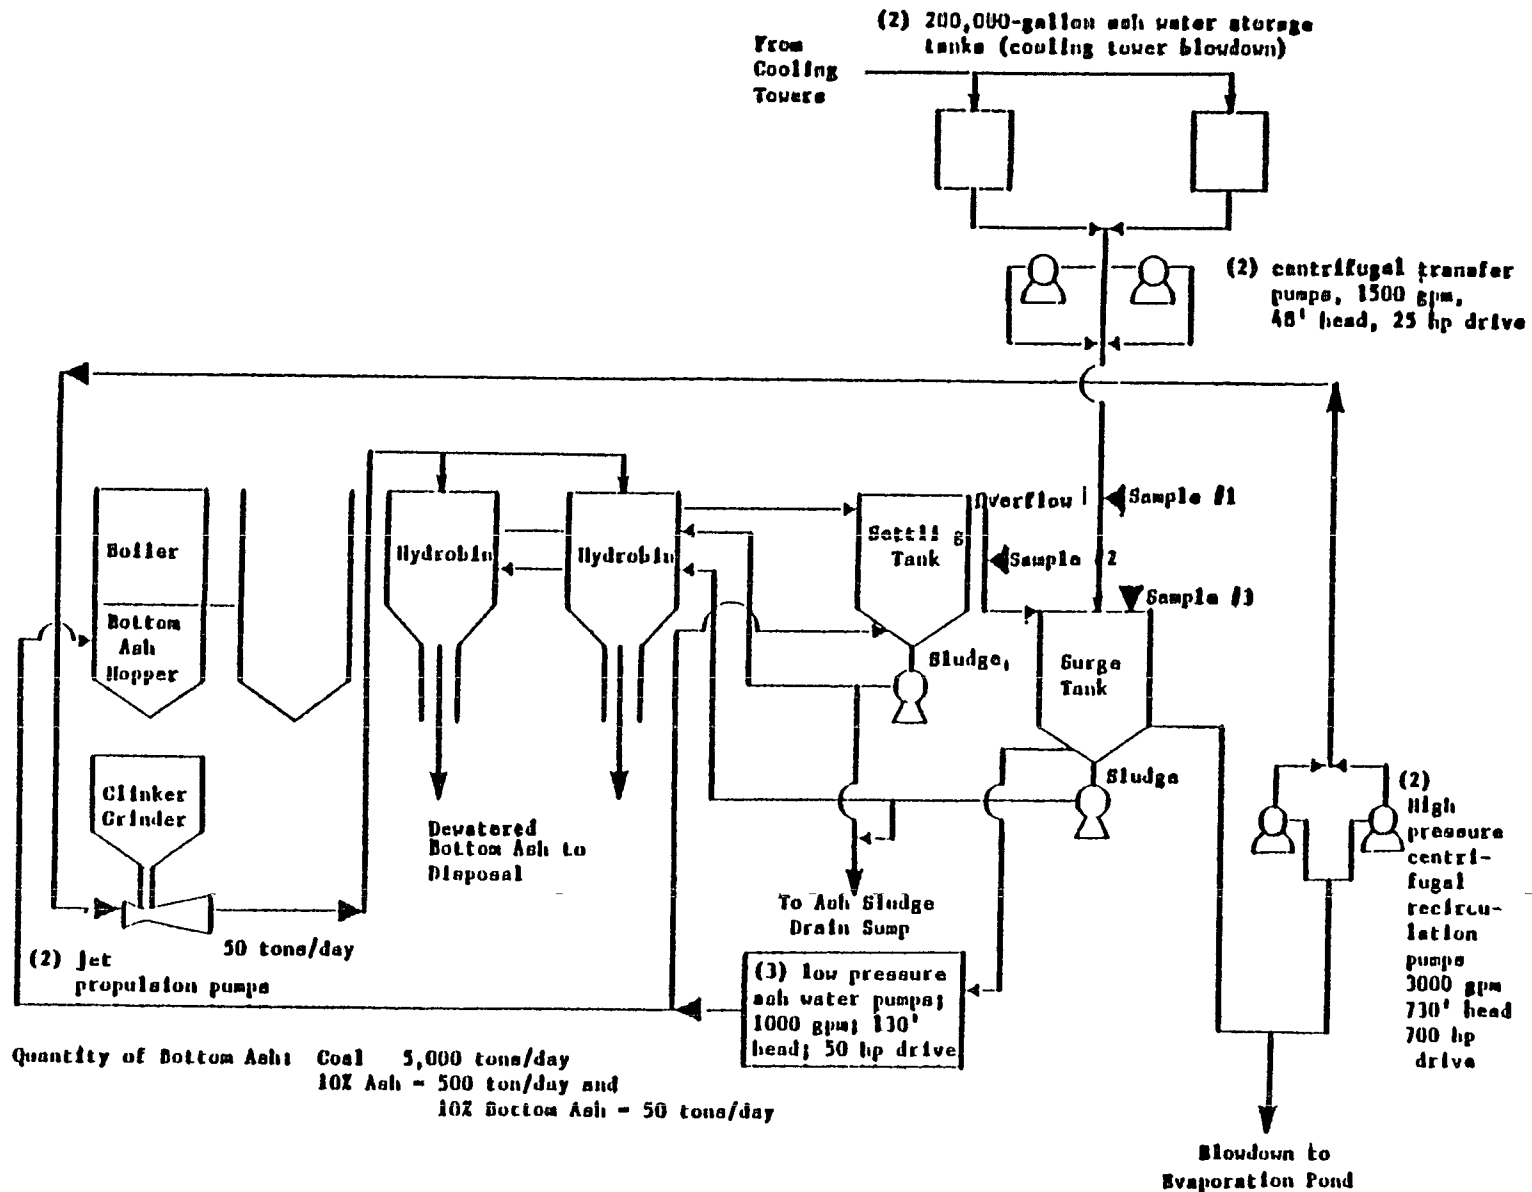 (2) 200,000-gallon ash water storage
tanks (cooling tower blowdown)
From
Cooling
Towers
(2) centrifugal transfer
pumps, 1500 gpm,
48' head, 25 hp drive
Overflow
Sample #1
Boiler
Hydrobin
Hydrobin
Tank
Sample #2
Sample #3
Bottom
Ash
Hopper
Sludge
Surge
Tank
Clinker
Grinder
Sludge
(2)
High
pressure
centri-
fugal
recircu-
lation
pumps
3000 gpm
730' head
700 hp
drive
Dewatered
Bottom Ash to
Disposal
To Ash Sludge
Drain Sump
50 tons/day
(2) jet
propulsion pumps
(3) low pressure
ash water pumps;
1000 gpm; 130'
head; 50 hp drive
Quantity of Bottom Ash: Coal 5,000 tons/day
10% Ash = 500 ton/day and
10% Bottom Ash = 50 tons/day
Blowdown to
Evaporation Pond